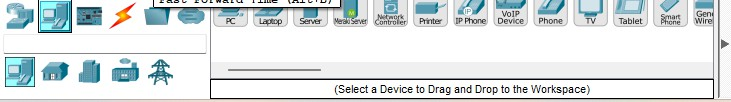 Fast Forward Time (Alt+D)
PC
Laptop
Server
Meraki Server
Network
Controller
Printer
IP Phone
VoIP
Device
Phone
TV
Tablet
Smart
Phone
(Select a Device to Drag and Drop to the Workspace)